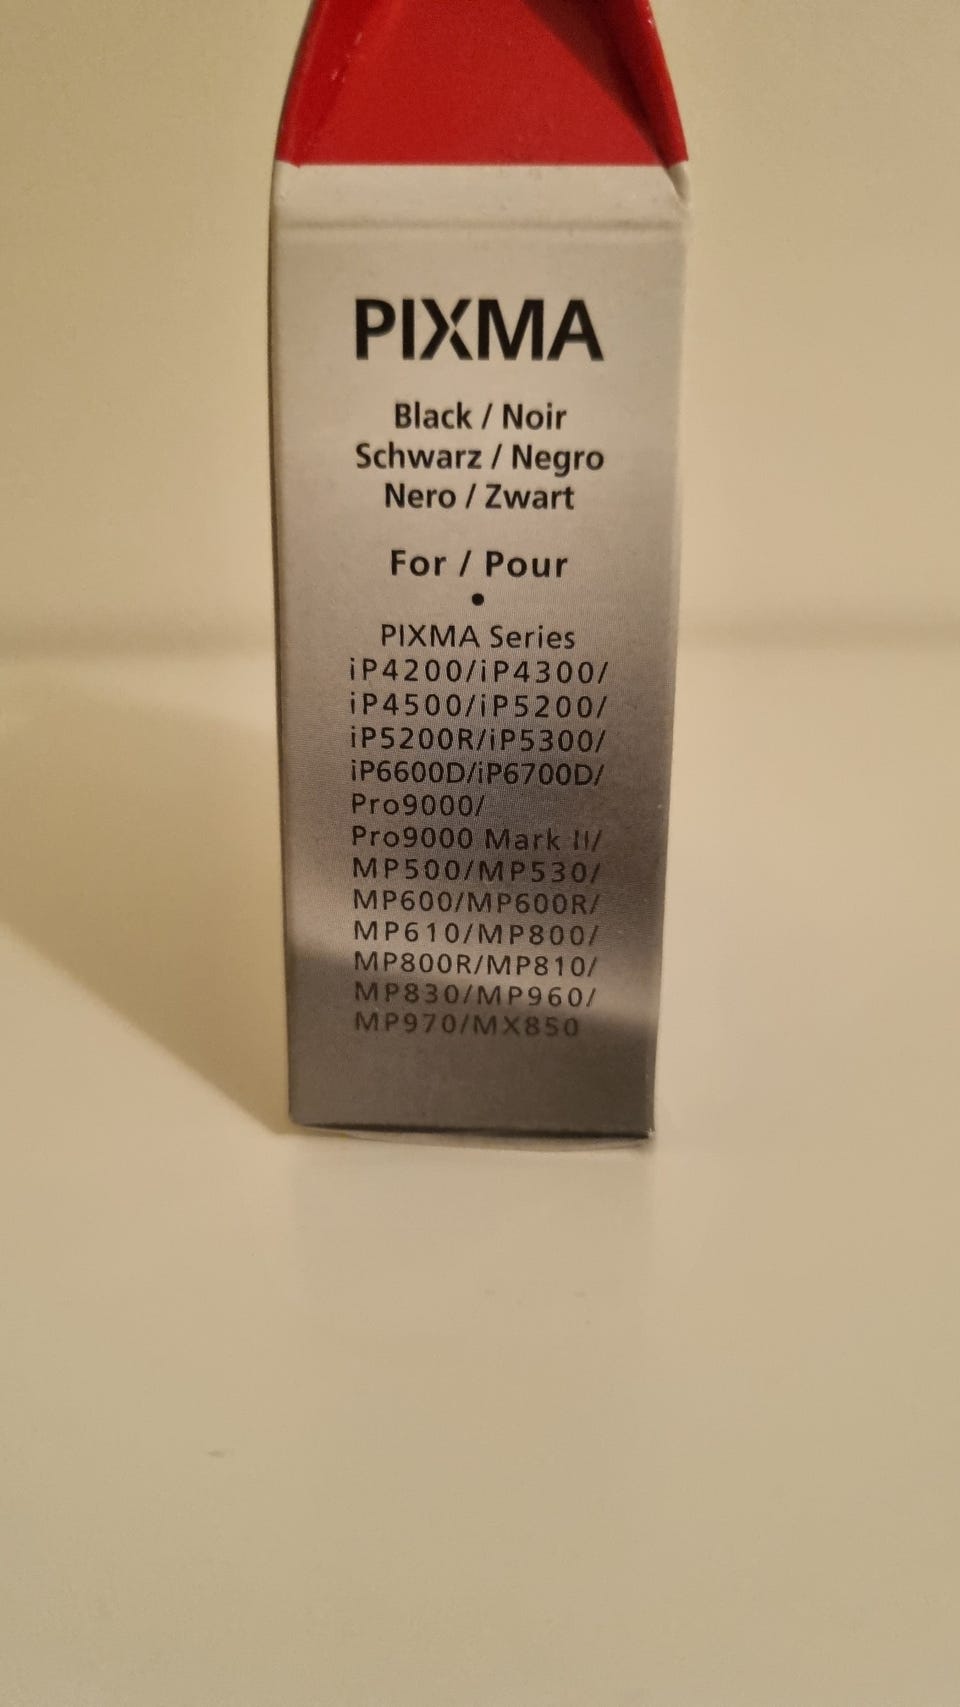 PIXMA
Black / Noir
Schwarz / Negro
Nero / Zwart
For / Pour
•
PIXMA Series
iP4200/iP4300/
iP4500/iP5200/
iP5200R/iP5300/
iP6600D/iP6700D/
Pro9000/
Pro9000 Mark II/
MP500/MP530/
MP600/MP600R/
MP610/MP800/
MP800R/MP810/
MP830/MP960/
MP970/MX850